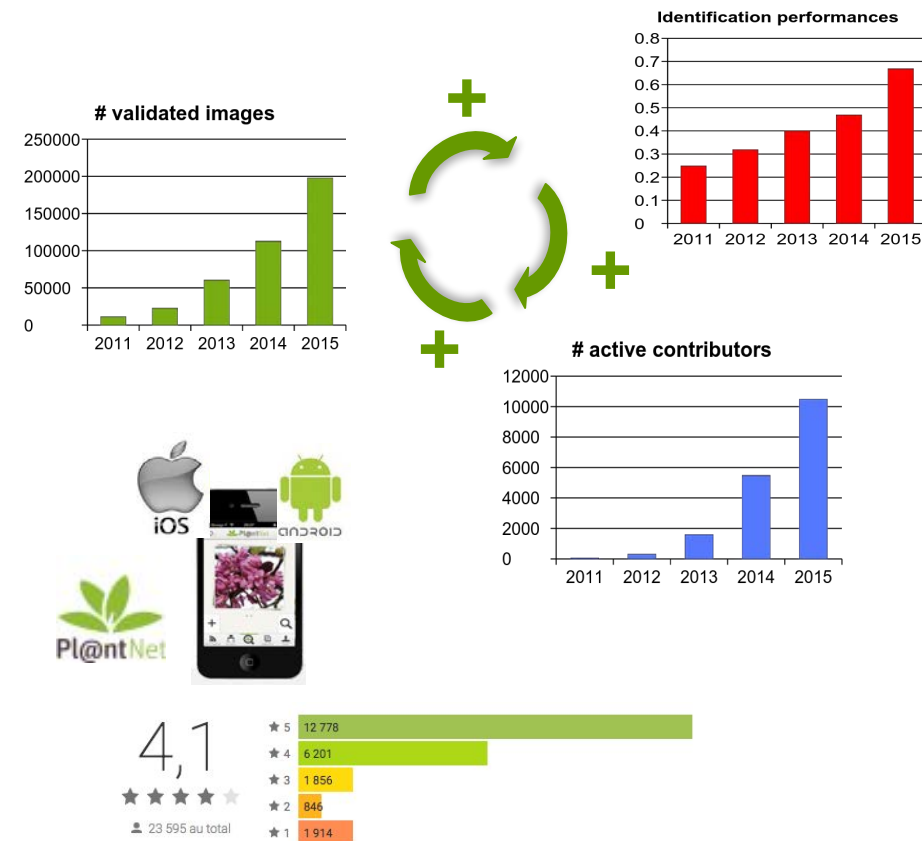 Identification performances
0.8
0.7
0.6
0.5
0.4
0.3
0.2
0.1
0
2011 2012 2013 2014 2015
# validated images
250000
200000
150000
100000
50000
0
2011 2012 2013 2014 2015
# active contributors
12000
10000
8000
6000
4000
2000
0
2011 2012 2013 2014 2015
iOS
ANDROID
Pl@ntNet
Pl@ntNet
4,1
23 595 au total
5 12 778
4 6 201
3 1 856
2 846
1 1 914